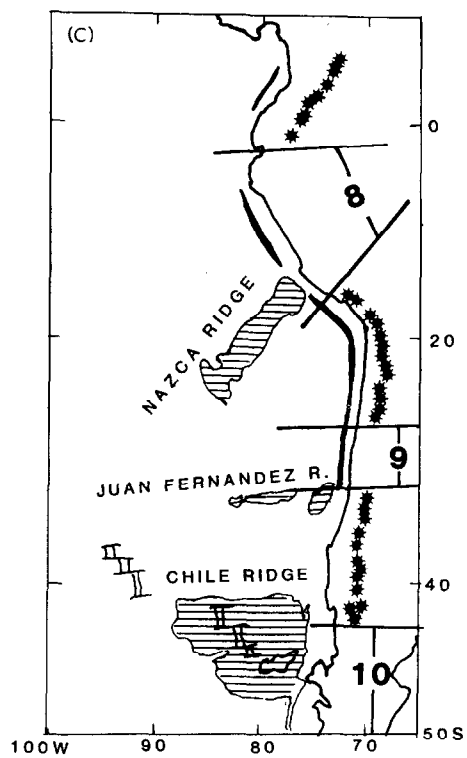 (C)
0
8
NAZCA RIDGE
20
9
JUAN FERNANDEZ R.
CHILE RIDGE
40
10
50S
100W 90 80 70